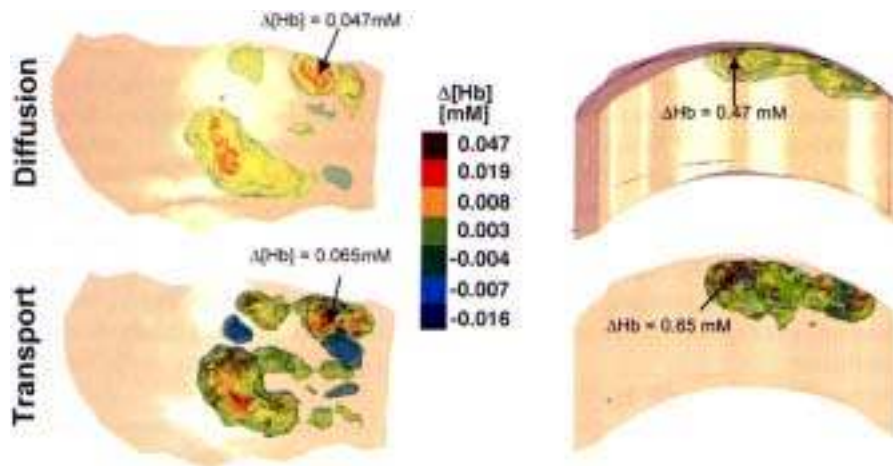 Δ[Hb] = 0.047mM
Diffusion
Δ[Hb]
[mM]
0.047
0.019
0.008
0.003
-0.004
-0.007
-0.016
ΔHb = 0.47 mM
Transport
Δ[Hb] = 0.065mM
ΔHb = 0.65 mM